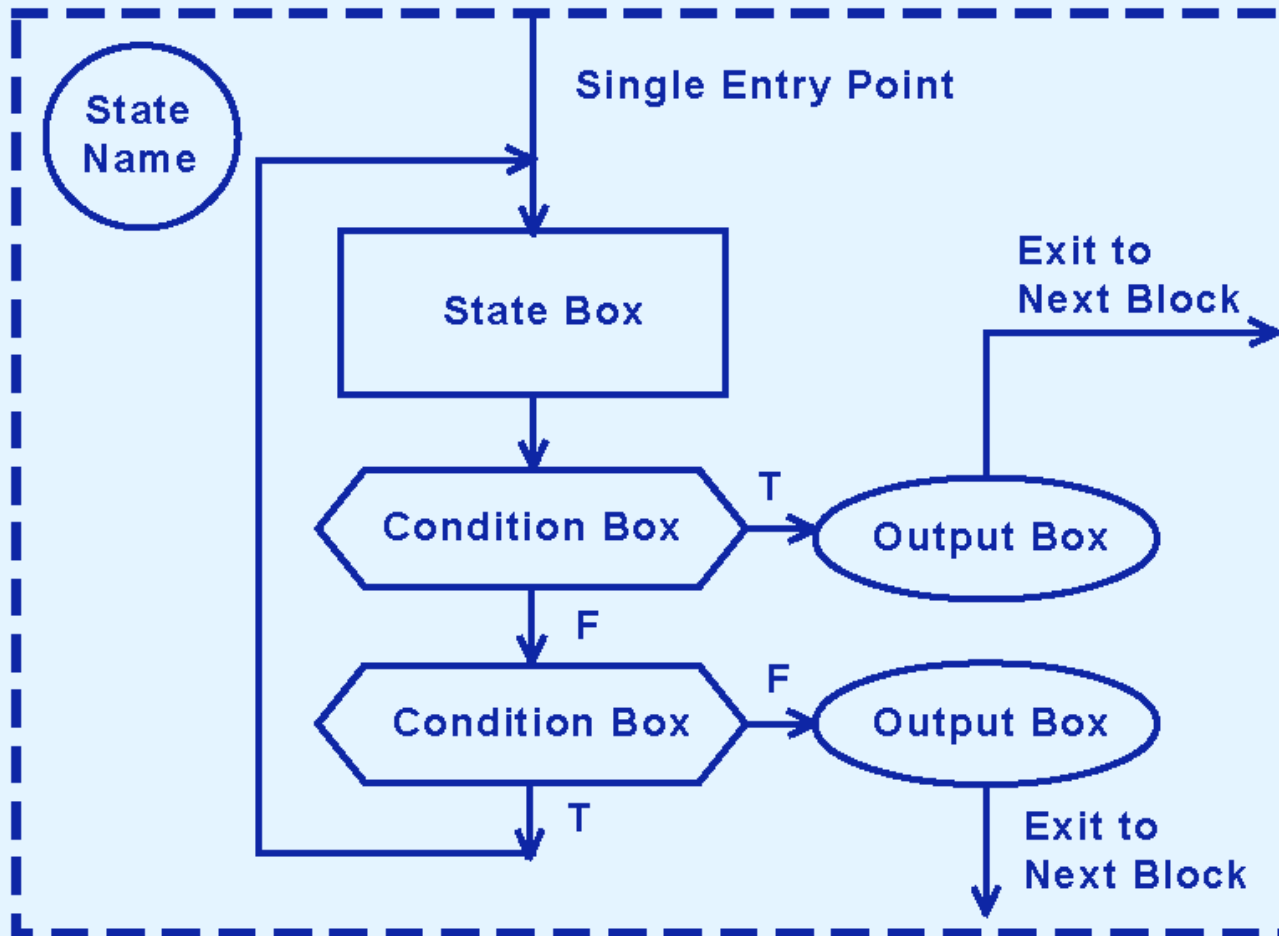 State
Name
Single Entry Point
State Box
Exit to
Next Block
Condition Box
T
Output Box
F
Condition Box
F
Output Box
T
Exit to
Next Block